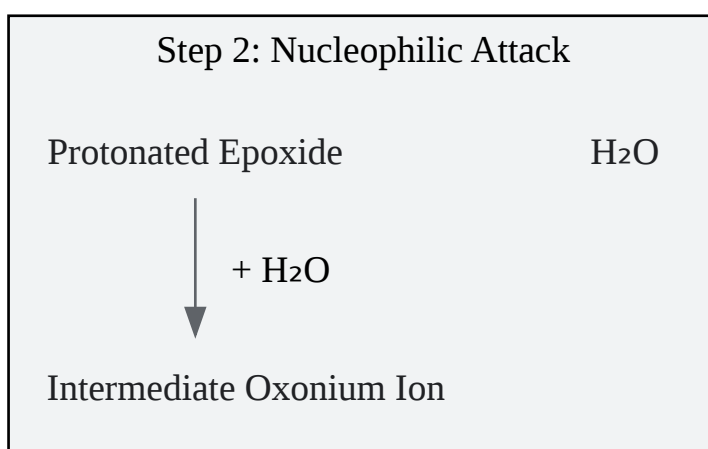 Step 2: Nucleophilic Attack
Protonated Epoxide H₂O
+ H₂O
Intermediate Oxonium Ion